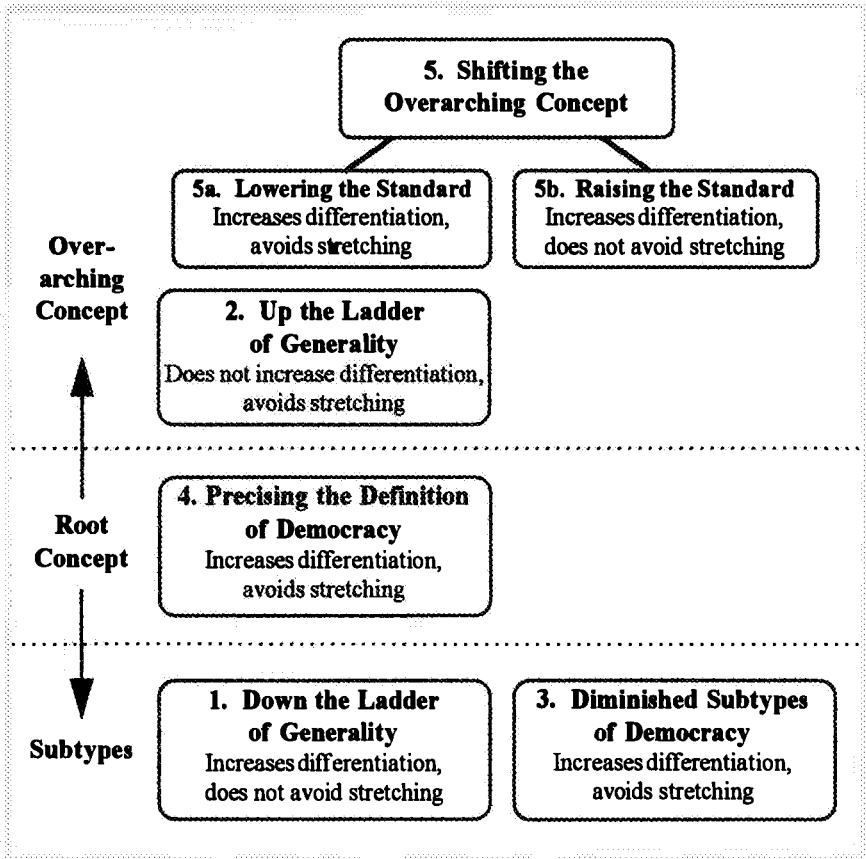 5. Shifting the
Overarching Concept
5a. Lowering the Standard
Increases differentiation,
avoids stretching
5b. Raising the Standard
Increases differentiation,
does not avoid stretching
Over-
arching
Concept
2. Up the Ladder
of Generality
Does not increase differentiation,
avoids stretching
Root
Concept
4. Precising the Definition
of Democracy
Increases differentiation,
avoids stretching
Subtypes
1. Down the Ladder
of Generality
Increases differentiation,
does not avoid stretching
3. Diminished Subtypes
of Democracy
Increases differentiation,
avoids stretching